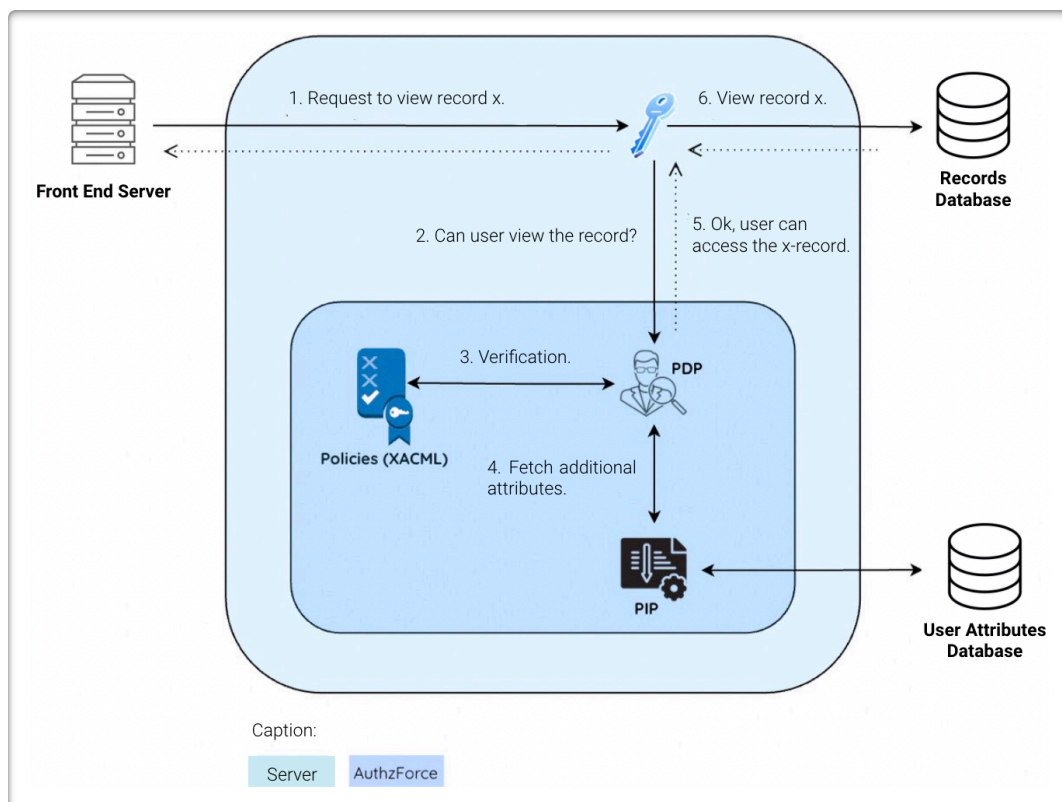 1. Request to view record x.
6. View record x.
Front End Server
Records
Database
2. Can user view the record?
5. Ok, user can
access the x-record.
3. Verification.
PDP
Policies (XACML)
4. Fetch additional
attributes.
PIP
User Attributes
Database
Caption:
Server
AuthzForce